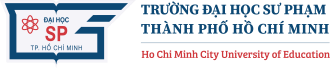 ĐẠI HỌC
SP
TP. HỒ CHÍ MINH
TRƯỜNG ĐẠI HỌC SƯ PHẠM
THÀNH PHỐ HỒ CHÍ MINH
Ho Chi Minh City University of Education